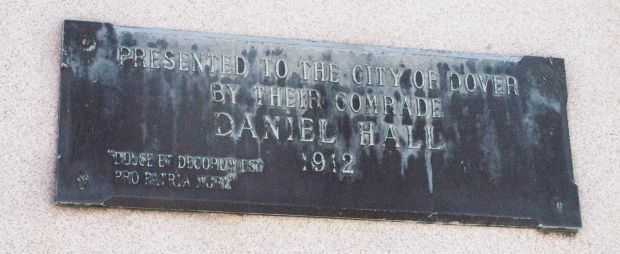 PRESENTED TO THE CITY OF DOVER
BY THEIR COMRADE
DANIEL HALL
1912
"DULCE ET DECORUM EST
PRO PATRIA MORI"